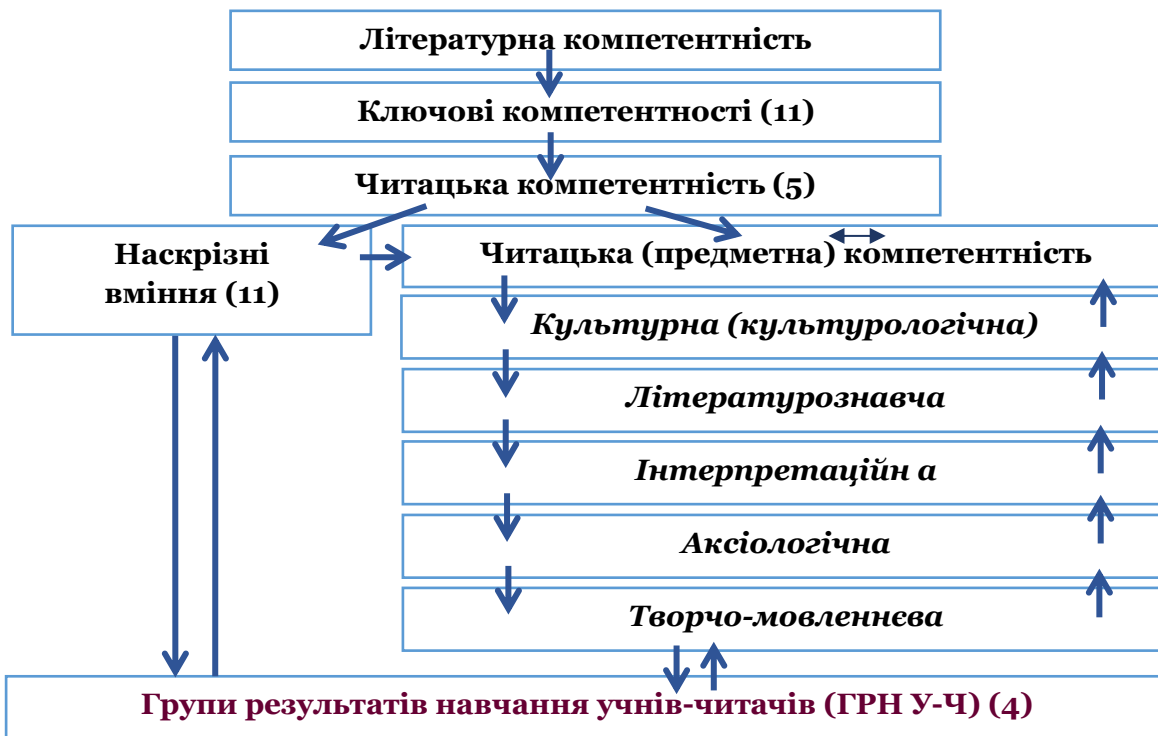 Літературна компетентність
Ключові компетентності (11)
Читацька компетентність (5)
Наскрізні
вміння (11)
Читацька (предметна) компетентність
Культурна (культурологічна)
Літературознавча
Інтерпретаційн а
Аксіологічна
Творчо-мовленнєва
Групи результатів навчання учнів-читачів (ГРН У-Ч) (4)